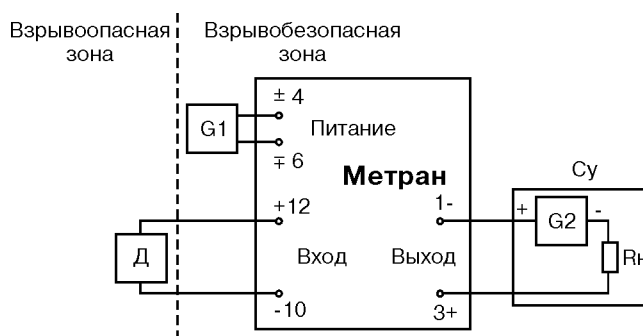 Взрывоопасная
зона
Взрывобезопасная
зона
± 4
G1
Питание
∓ 6
Метран
Су
+12
1-
+
G2
-
Д
Вход
Выход
Rн
-10
3+